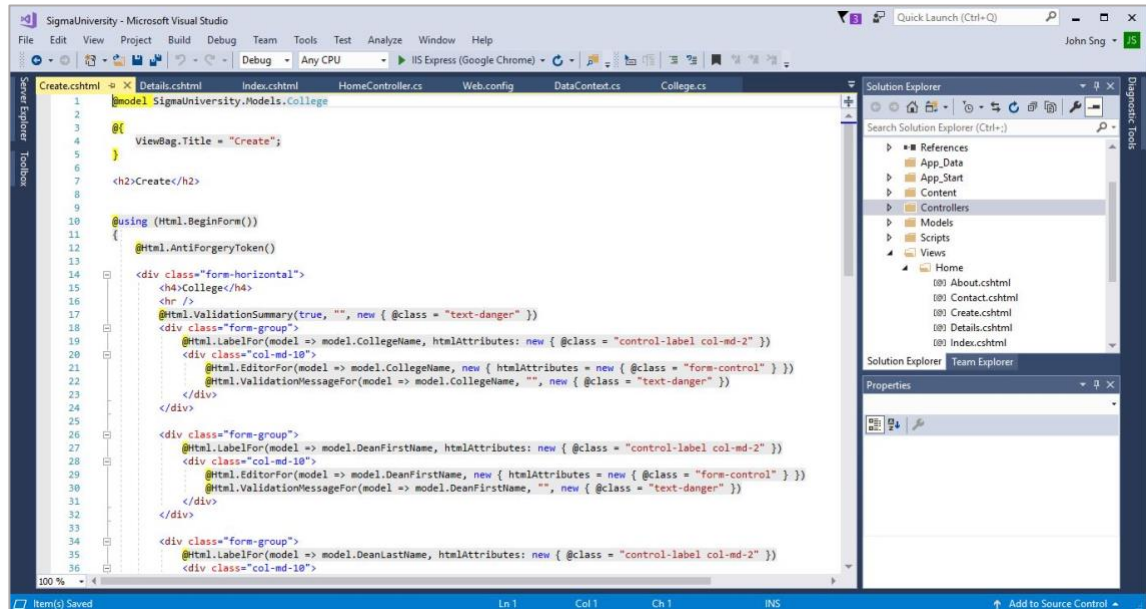 SigmaUniversity - Microsoft Visual Studio
3
Quick Launch (Ctrl+Q)
File Edit View Project Build Debug Team Tools Test Analyze Window Help
John Sng
JS
Debug Any CPU IIS Express (Google Chrome)
Server Explorer
Toolbox
Create.cshtml Details.cshtml Index.cshtml HomeController.cs Web.config DataContext.cs College.cs
1 @model SigmaUniversity.Models.College
2
3 @{
4 ViewBag.Title = "Create";
5 }
6
7 <h2>Create</h2>
8
9
10 @using (Html.BeginForm())
11 {
12 @Html.AntiForgeryToken()
13
14 <div class="form-horizontal">
15 <h4>College</h4>
16 <hr />
17 @Html.ValidationSummary(true, "", new { @class = "text-danger" })
18 <div class="form-group">
19 @Html.LabelFor(model => model.CollegeName, htmlAttributes: new { @class = "control-label col-md-2" })
20 <div class="col-md-10">
21 @Html.EditorFor(model => model.CollegeName, new { htmlAttributes = new { @class = "form-control" } })
22 @Html.ValidationMessageFor(model => model.CollegeName, "", new { @class = "text-danger" })
23 </div>
24 </div>
25
26 <div class="form-group">
27 @Html.LabelFor(model => model.DeanFirstName, htmlAttributes: new { @class = "control-label col-md-2" })
28 <div class="col-md-10">
29 @Html.EditorFor(model => model.DeanFirstName, new { htmlAttributes = new { @class = "form-control" } })
30 @Html.ValidationMessageFor(model => model.DeanFirstName, "", new { @class = "text-danger" })
31 </div>
32 </div>
33
34 <div class="form-group">
35 @Html.LabelFor(model => model.DeanLastName, htmlAttributes: new { @class = "control-label col-md-2" })
36 <div class="col-md-10">
100 %
Solution Explorer
Search Solution Explorer (Ctrl+;)
References
App_Data
App_Start
Content
Controllers
Models
Scripts
Views
Home
About.cshtml
Contact.cshtml
Create.cshtml
Details.cshtml
Index.cshtml
Solution Explorer Team Explorer
Properties
Diagnostic Tools
Item(s) Saved Ln 1 Col 1 Ch 1 INS Add to Source Control